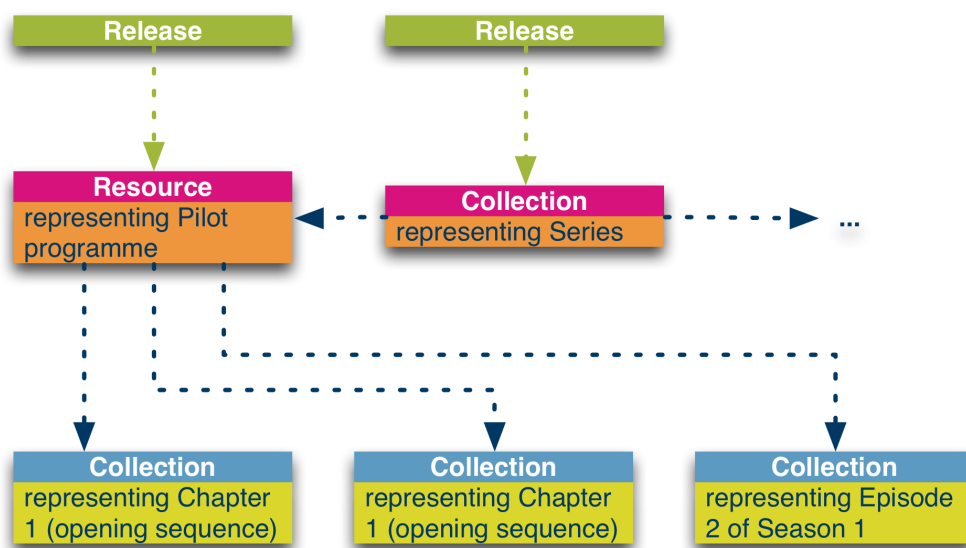 Release
Release
Resource
representing Pilot
programme
Collection
representing Series
...
Collection
representing Chapter
1 (opening sequence)
Collection
representing Chapter
1 (opening sequence)
Collection
representing Episode
2 of Season 1